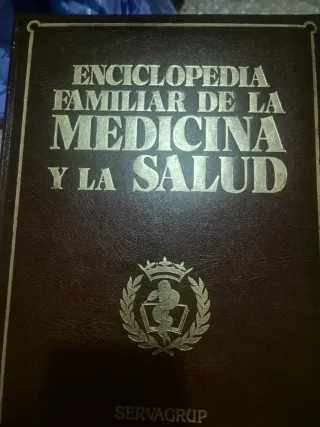 ENCICLOPEDIA
FAMILIAR DE LA
MEDICINA
Y LA SALUD
SERVAGRUP